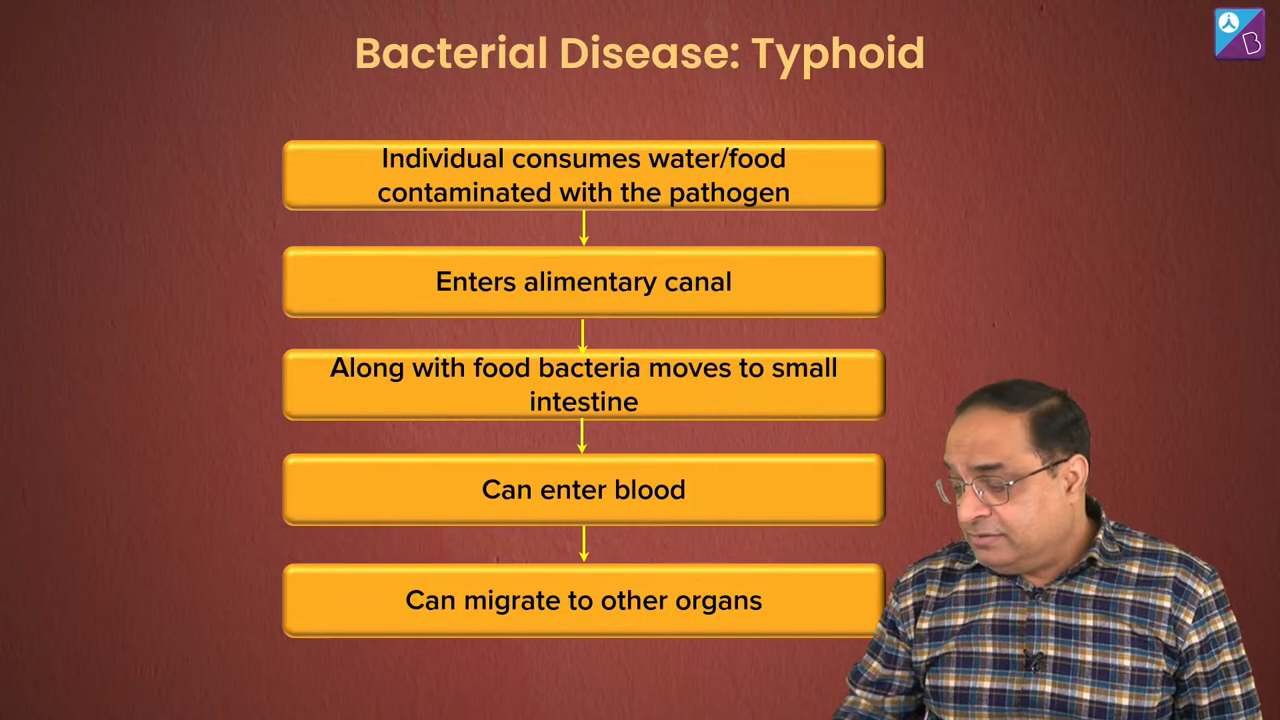 Bacterial Disease: Typhoid
Individual consumes water/food
contaminated with the pathogen
Enters alimentary canal
Along with food bacteria moves to small
intestine
Can enter blood
Can migrate to other organs
B